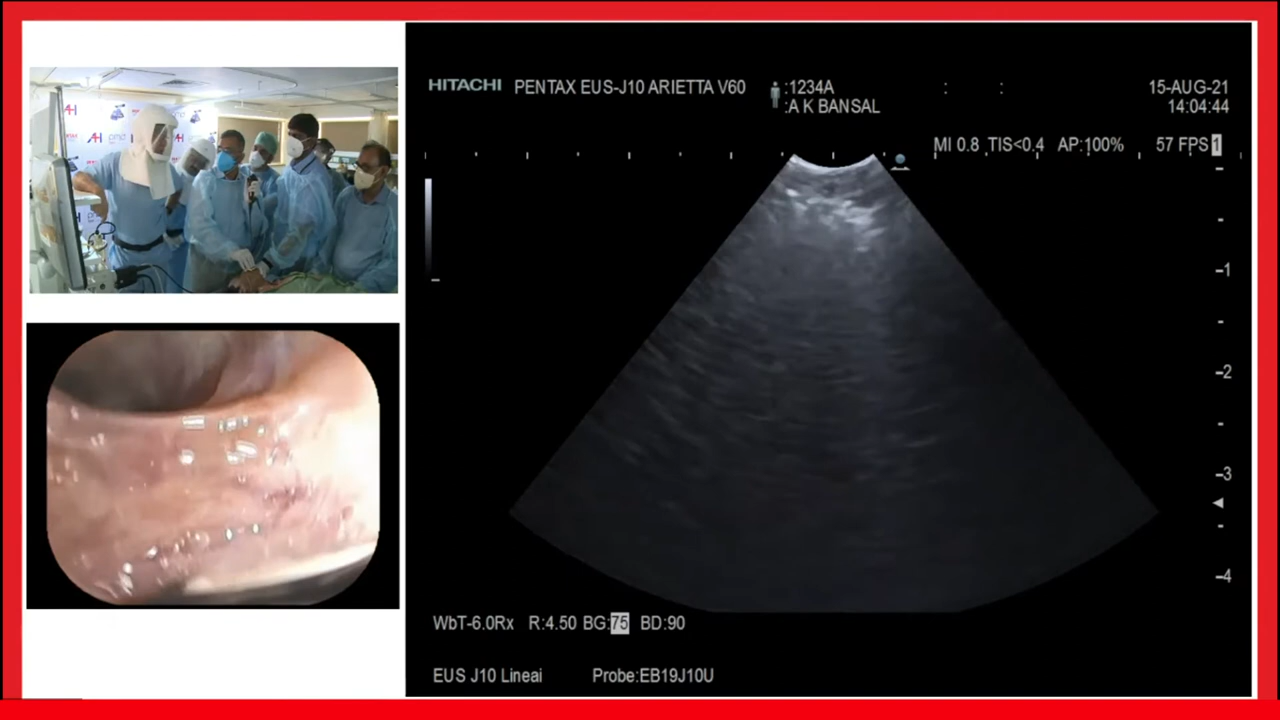 HITACHI PENTAX EUS-J10 ARIETTA V60 :1234A : : 15-AUG-21
:A K BANSAL 14:04:44
MI 0.8 TIS<0.4 AP:100% 57 FPS 1
-1
-2
-3
-4
WbT-6.0Rx R:4.50 BG:75 BD:90
EUS J10 Lineai Probe:EB19J10U
AH
AH